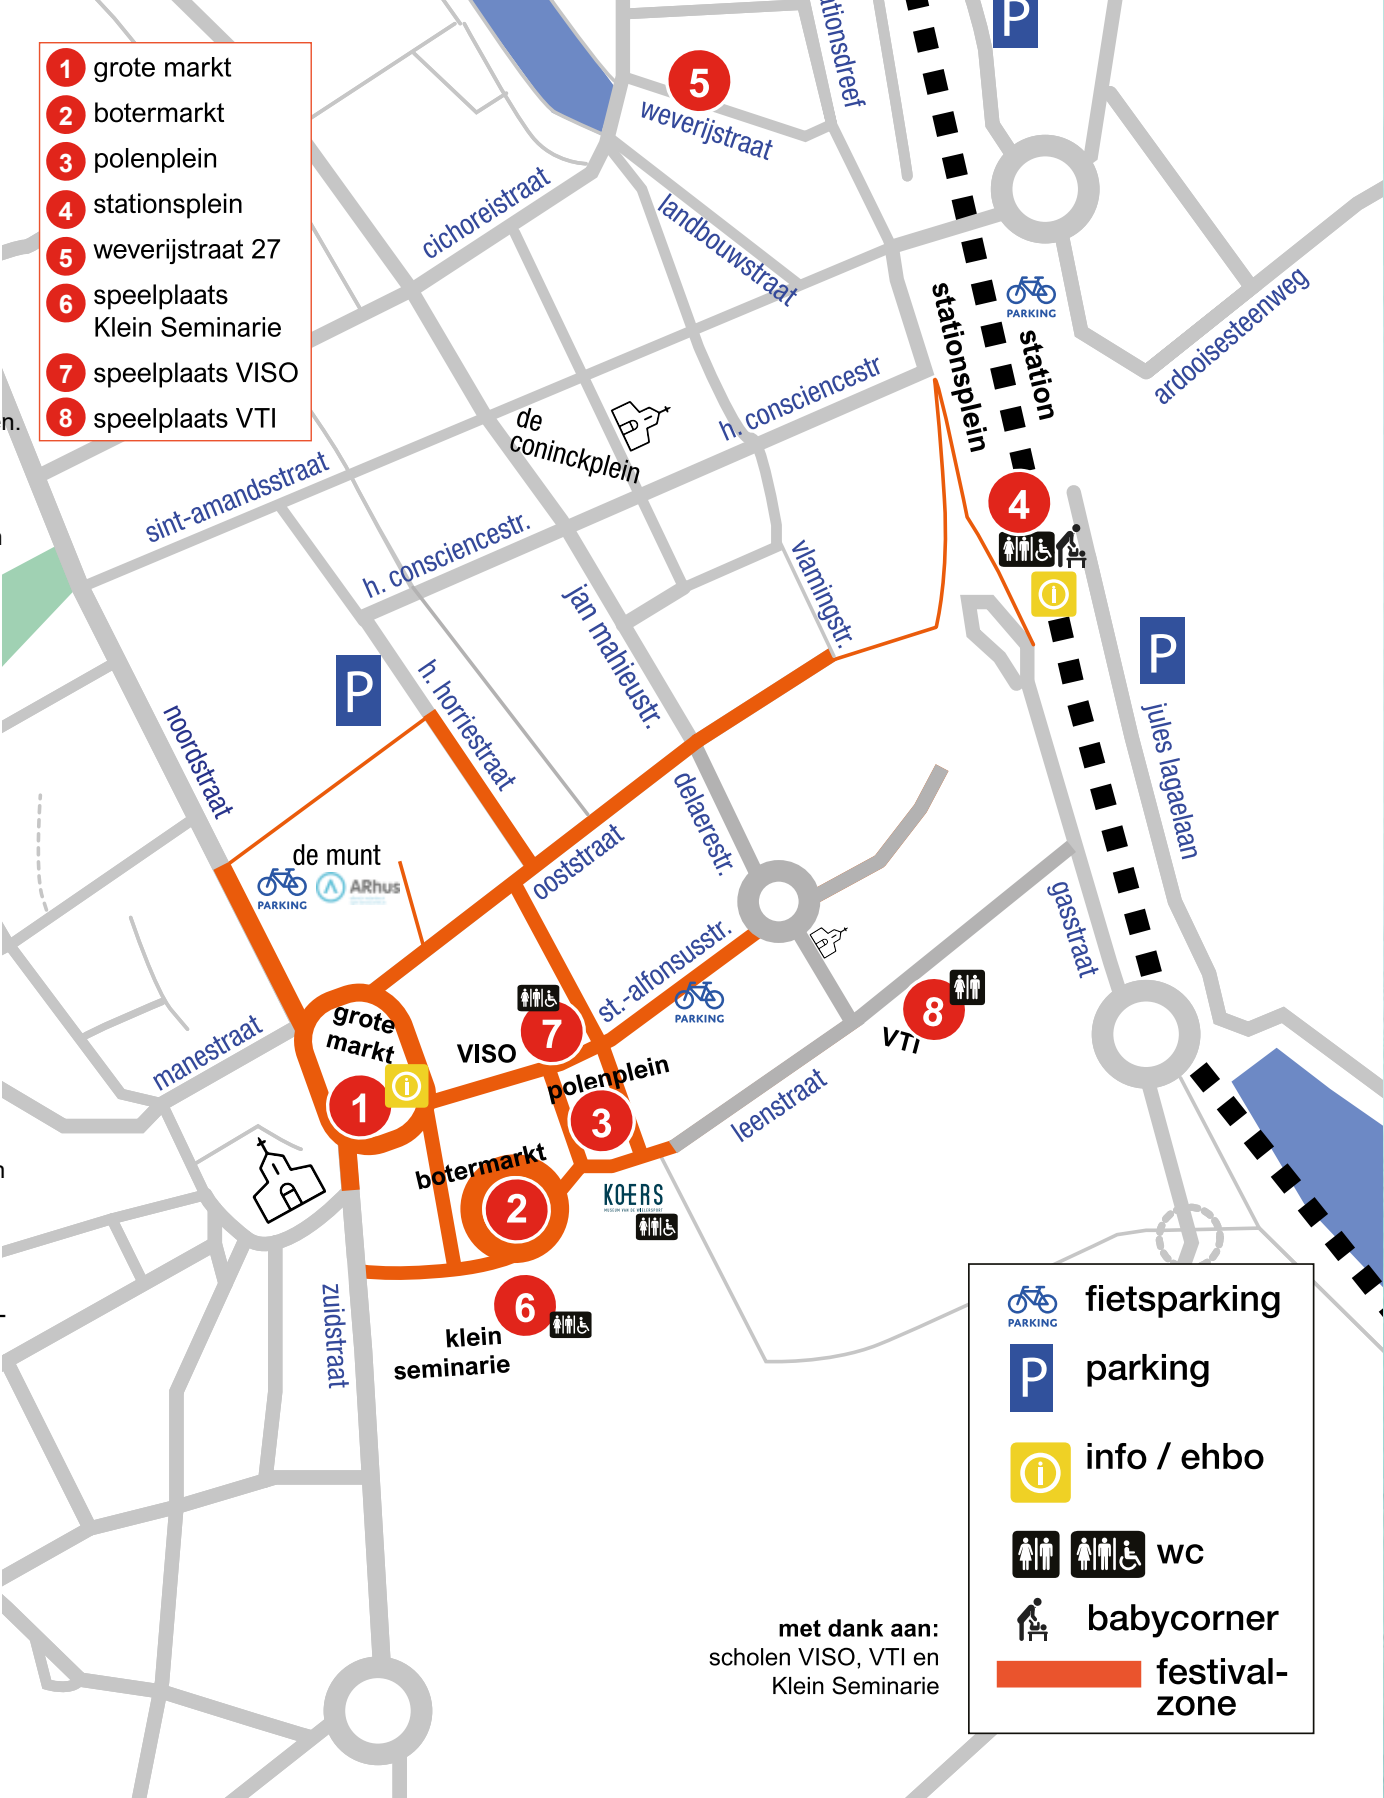 1 grote markt
2 botermarkt
3 polenplein
4 stationsplein
5 weverijstraat 27
6 speelplaats
Klein Seminarie
7 speelplaats VISO
8 speelplaats VTI
P
5
weverijstraat
cichoreistraat
landbouwstraat
PARKING
stationsplein
station
ardooisesteenweg
h. consciencestr
de
coninckplein
sint-amandsstraat
h. consciencestr.
4
i
vlamingstr.
jan mahieustr.
P
P
h. horriestraat
noordstraat
jules lagaelaan
delaerestr.
ooststraat
de munt
PARKING
ARhus
gasstraat
st.-alfonsusstr.
PARKING
8
VTI
7
VISO
grote
markt
i
1
manestraat
polenplein
3
leenstraat
botermarkt
2
KOERS
zuidstraat
6
klein
seminarie
PARKING
fietsparking
P
parking
i
info / ehbo
wc
babycorner
festival-
zone
met dank aan:
scholen VISO, VTI en
Klein Seminarie